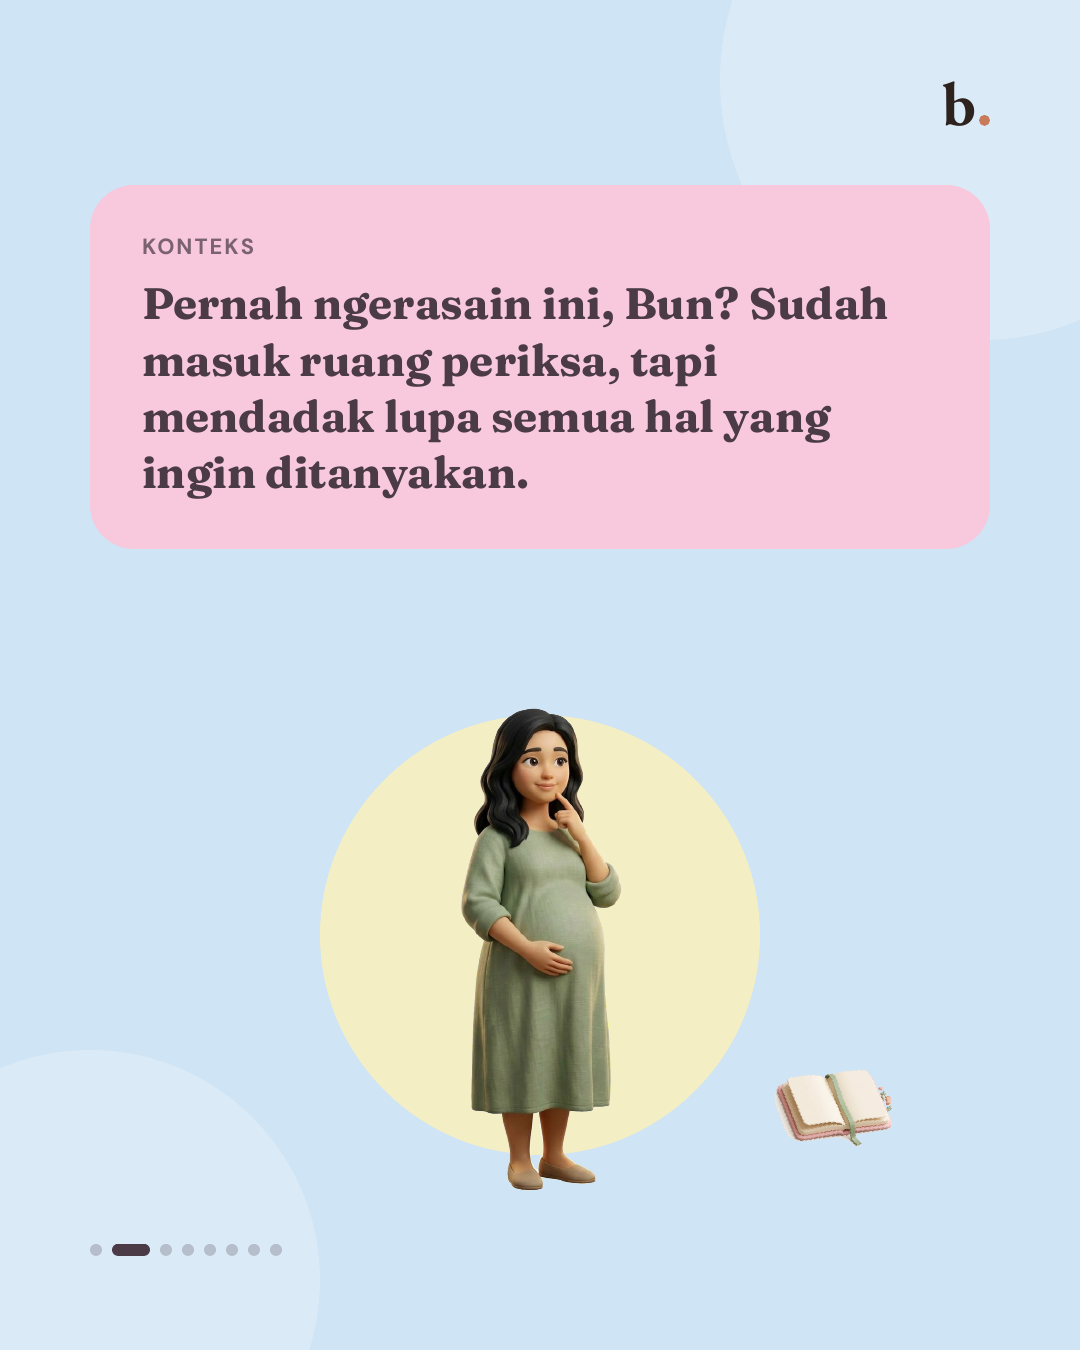 b.
KONTEKS
Pernah ngerasain ini, Bun? Sudah
masuk ruang periksa, tapi
mendadak lupa semua hal yang
ingin ditanyakan.